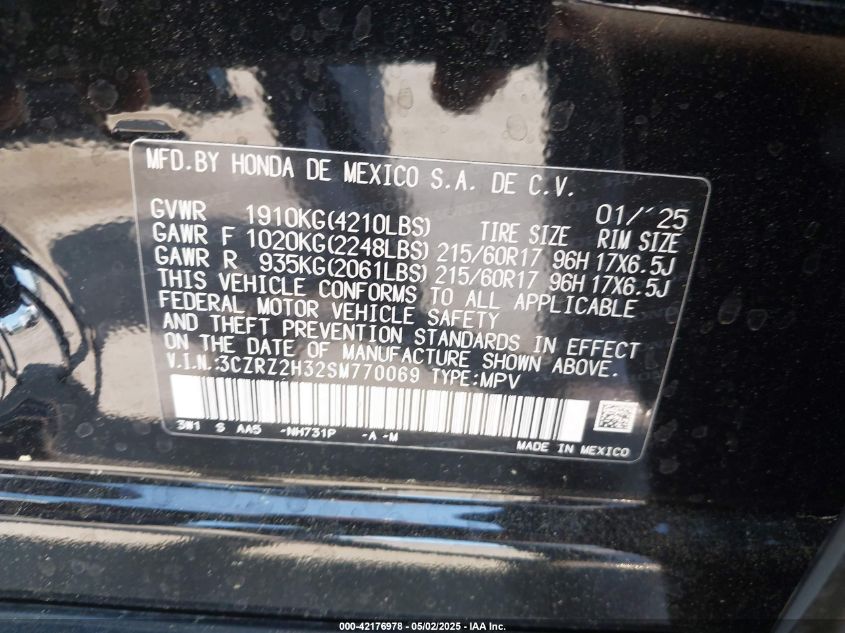 MFD.BY HONDA DE MEXICO S.A. DE C.V.
01/'25
GVWR 1910KG(4210LBS) TIRE SIZE RIM SIZE
GAWR F 1020KG(2248LBS) 215/60R17 96H 17X6.5J
GAWR R 935KG(2061LBS) 215/60R17 96H 17X6.5J
THIS VEHICLE CONFORMS TO ALL APPLICABLE
FEDERAL MOTOR VEHICLE SAFETY
AND THEFT PREVENTION STANDARDS IN EFFECT
ON THE DATE OF MANUFACTURE SHOWN ABOVE.
V.I.N.:3CZRZ2H32SM770069 TYPE:MPV
3W1 S AA5 -NH731P -A -M
MADE IN MEXICO
000-42176978 - 05/02/2025 - IAA Inc.